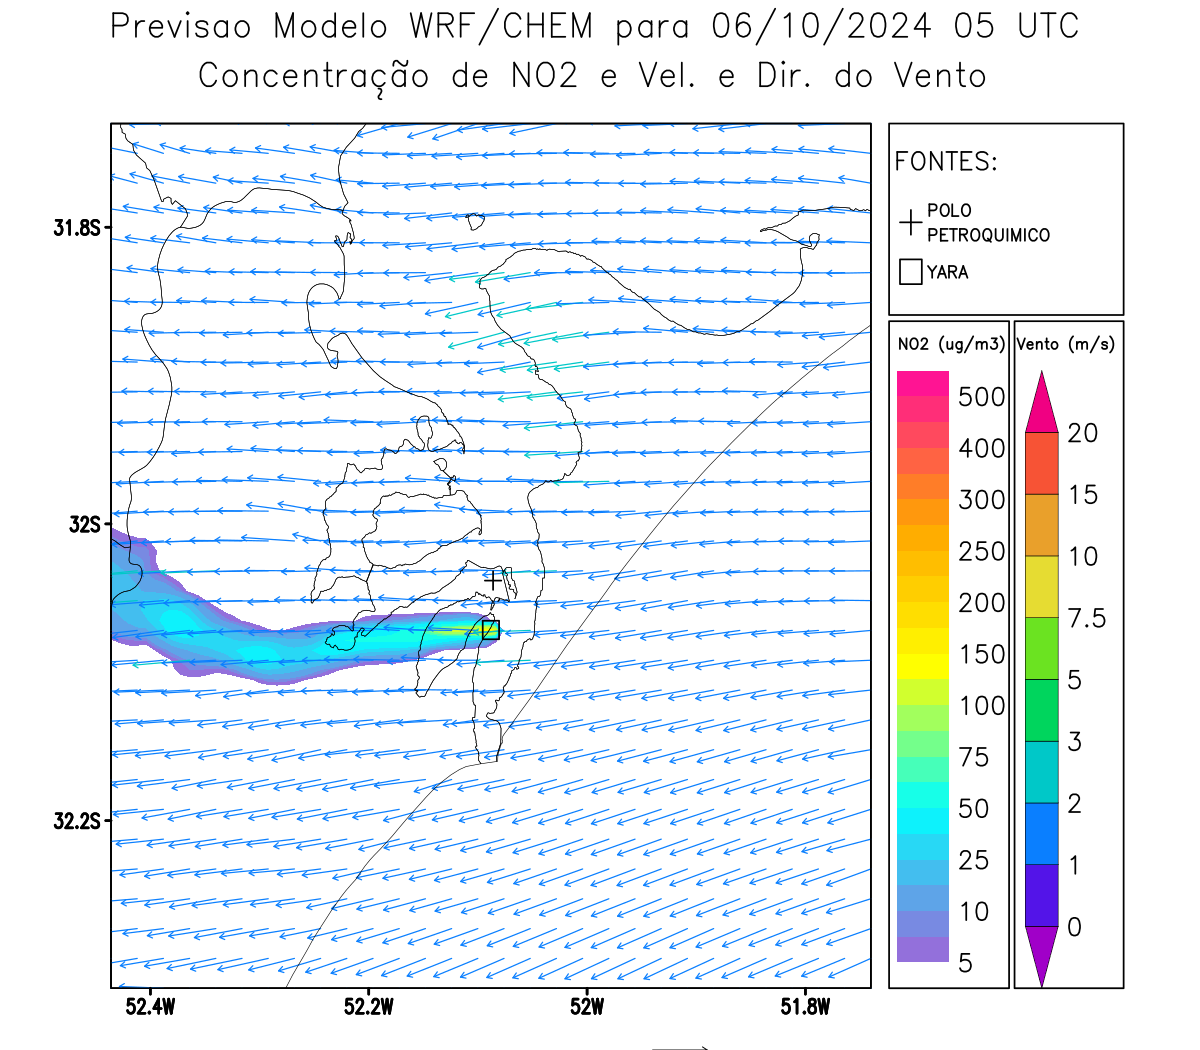 Previsao Modelo WRF/CHEM para 06/10/2024 05 UTC
Concentração de NO2 e Vel. e Dir. do Vento
FONTES:
POLO
PETROQUIMICO
YARA
NO2 (ug/m3)
500
400
300
250
200
150
100
75
50
25
10
5
Vento (m/s)
20
15
10
7.5
5
3
2
1
0
31.8S
32S
32.2S
52.4W
52.2W
52W
51.8W